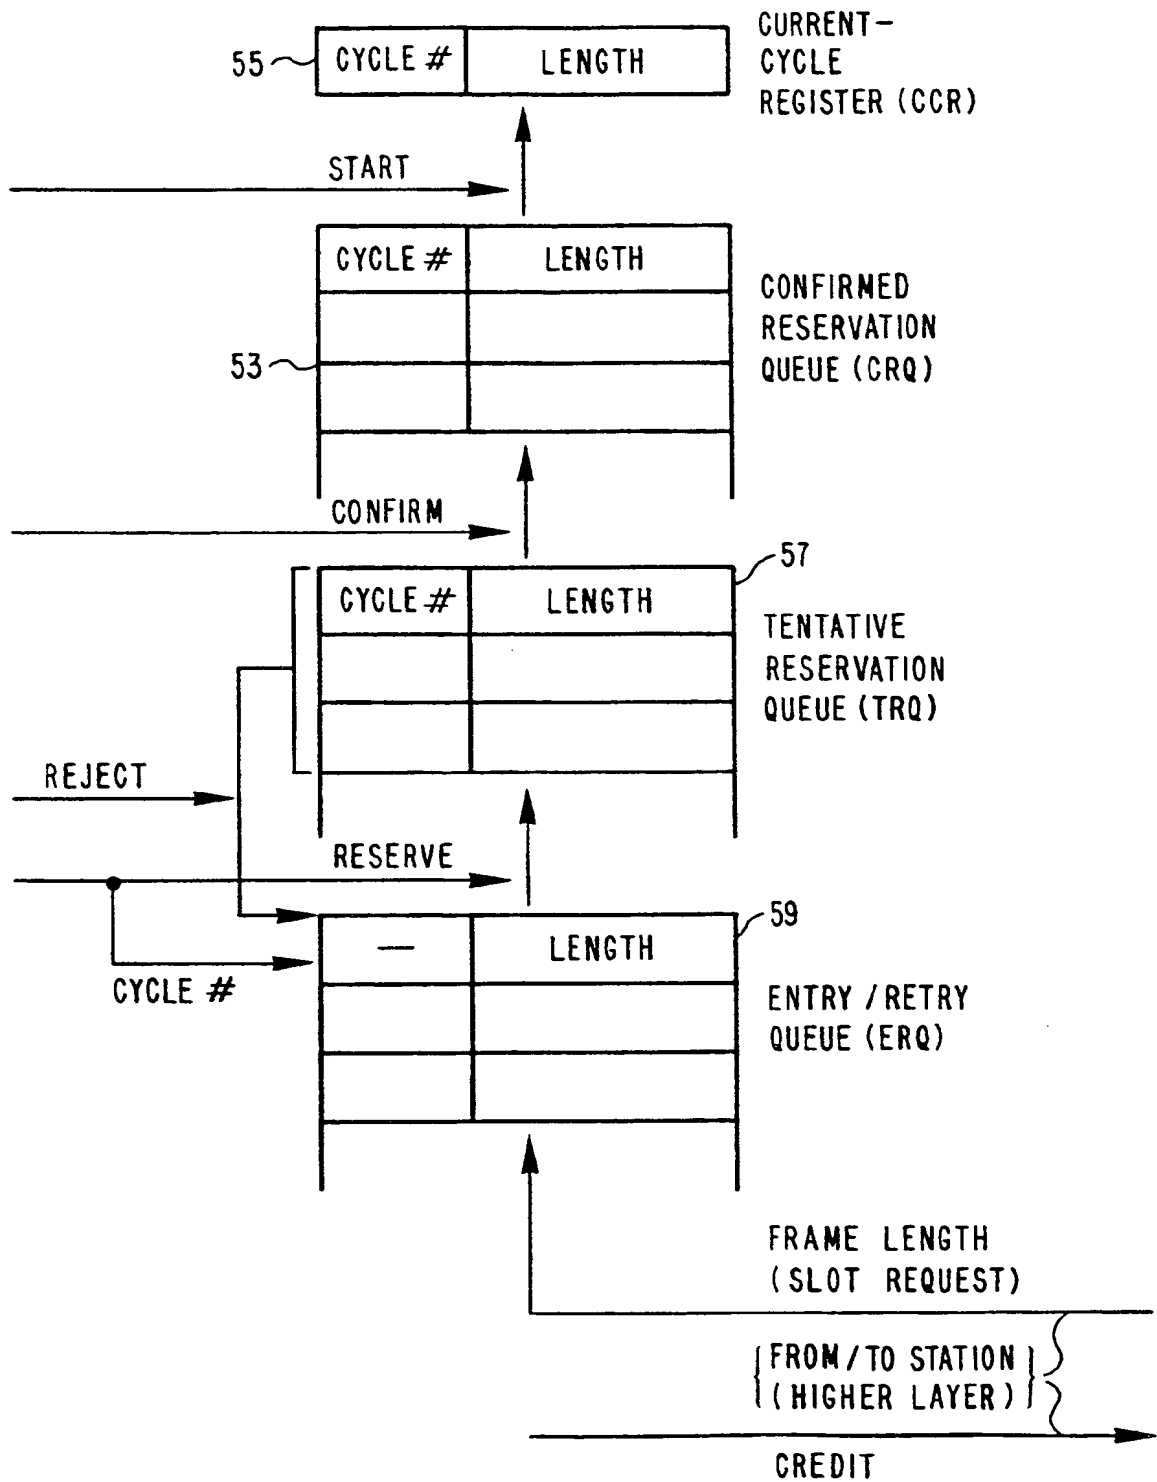 CURRENT-
CYCLE
REGISTER (CCR)
55
CYCLE #
LENGTH
START
CYCLE #
LENGTH
CONFIRMED
RESERVATION
QUEUE (CRQ)
53
CONFIRM
57
CYCLE #
LENGTH
TENTATIVE
RESERVATION
QUEUE (TRQ)
REJECT
RESERVE
59
—
LENGTH
CYCLE #
ENTRY / RETRY
QUEUE (ERQ)
FRAME LENGTH
(SLOT REQUEST)
FROM / TO STATION
(HIGHER LAYER)
CREDIT